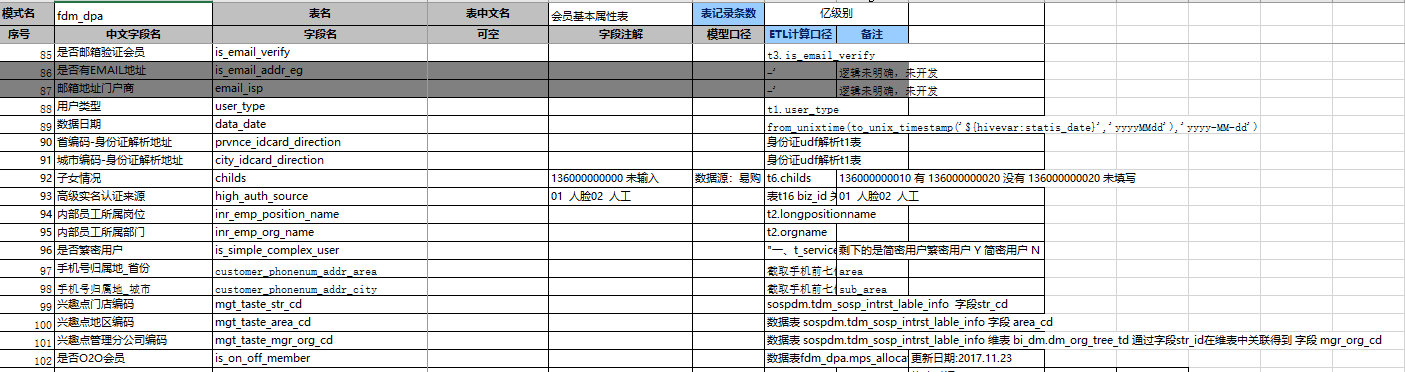 模式名 fdm_dpa 表名 表中文名 会员基本属性表 表记录条数 亿级别
序号 中文字段名 字段名 可空 字段注解 模型口径 ETL计算口径 备注
85 是否邮箱验证会员 is_email_verify t3.is_email_verify
86 是否有EMAIL地址 is_email_addr_eg -' 逻辑未明确，未开发
87 邮箱地址门户商 email_isp -' 逻辑未明确，未开发
88 用户类型 user_type t1.user_type
89 数据日期 data_date from_unixtime(to_unix_timestamp('${hivevar:statis_date}','yyyyMMdd'),'yyyy-MM-dd')
90 省编码-身份证解析地址 prvnce_idcard_direction 身份证udf解析t1表
91 城市编码-身份证解析地址 city_idcard_direction 身份证udf解析t1表
92 子女情况 childs 136000000000 未输入 数据源：易购 t6.childs 136000000010 有 136000000020 没有 136000000020 未填写
93 高级实名认证来源 high_auth_source 01 人脸02 人工 表t16 biz_id 01 人脸02 人工
94 内部员工所属岗位 inr_emp_position_name t2.longpositionname
95 内部员工所属部门 inr_emp_org_name t2.orgname
96 是否繁密用户 is_simple_complex_user "一、t_service 剩下的是简密用户繁密用户 Y 简密用户 N
97 手机号归属地_省份 customer_phonenum_addr_area 截取手机前七 area
98 手机号归属地_城市 customer_phonenum_addr_city 截取手机前七 sub_area
99 兴趣点门店编码 mgt_taste_str_cd sospdm.tdm_sosp_intrst_lable_info 字段str_cd
100 兴趣点地区编码 mgt_taste_area_cd 数据表 sospdm.tdm_sosp_intrst_lable_info 字段 area_cd
101 兴趣点管理分公司编码 mgt_taste_mgr_org_cd 数据表 sospdm.tdm_sosp_intrst_lable_info 维表 bi_dm.dm_org_tree_td 通过字段str_id在维表中关联得到 字段 mgr_org_cd
102 是否O2O会员 is_on_off_member 数据表fdm_dpa.mps_alloca 更新日期:2017.11.23